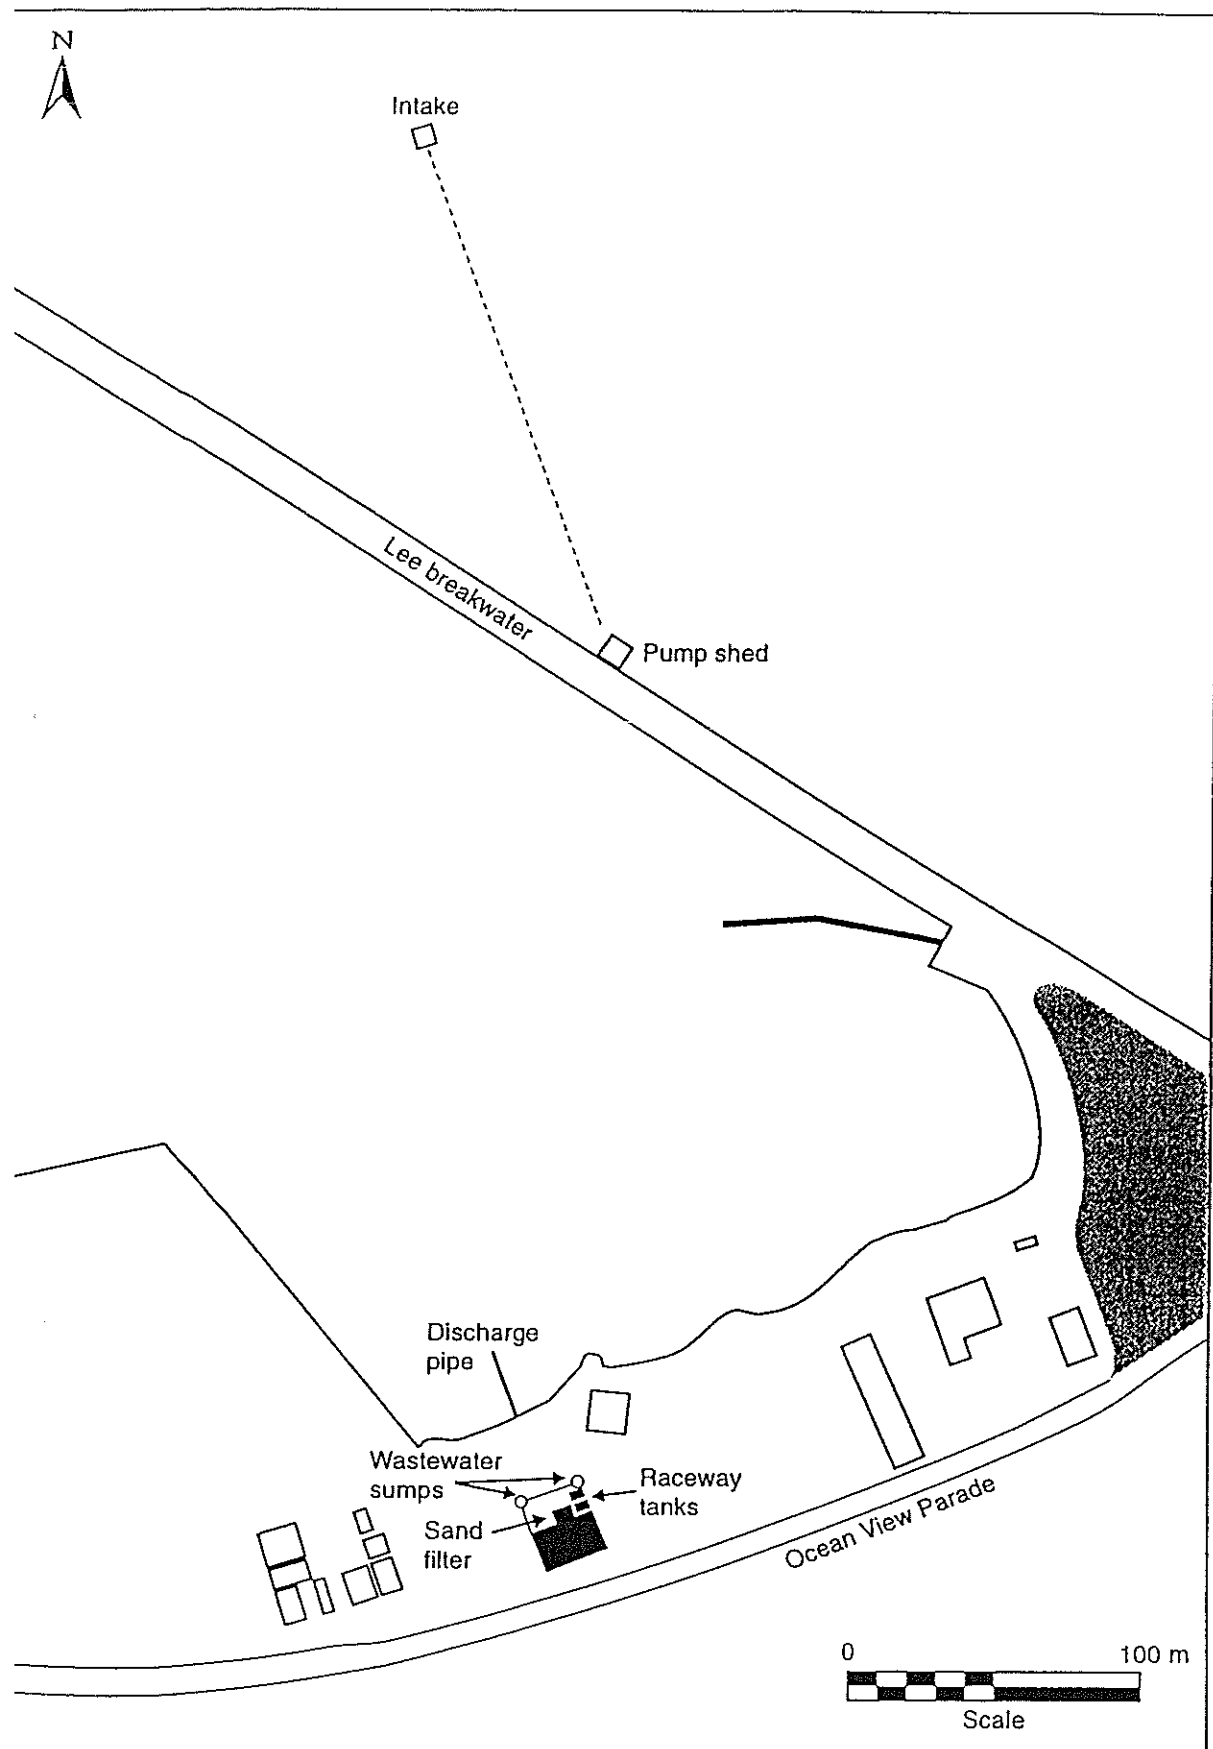 N
Intake
Lee breakwater
Pump shed
Discharge
pipe
Wastewater
sumps
Raceway
tanks
Sand
filter
Ocean View Parade
0
100 m
Scale